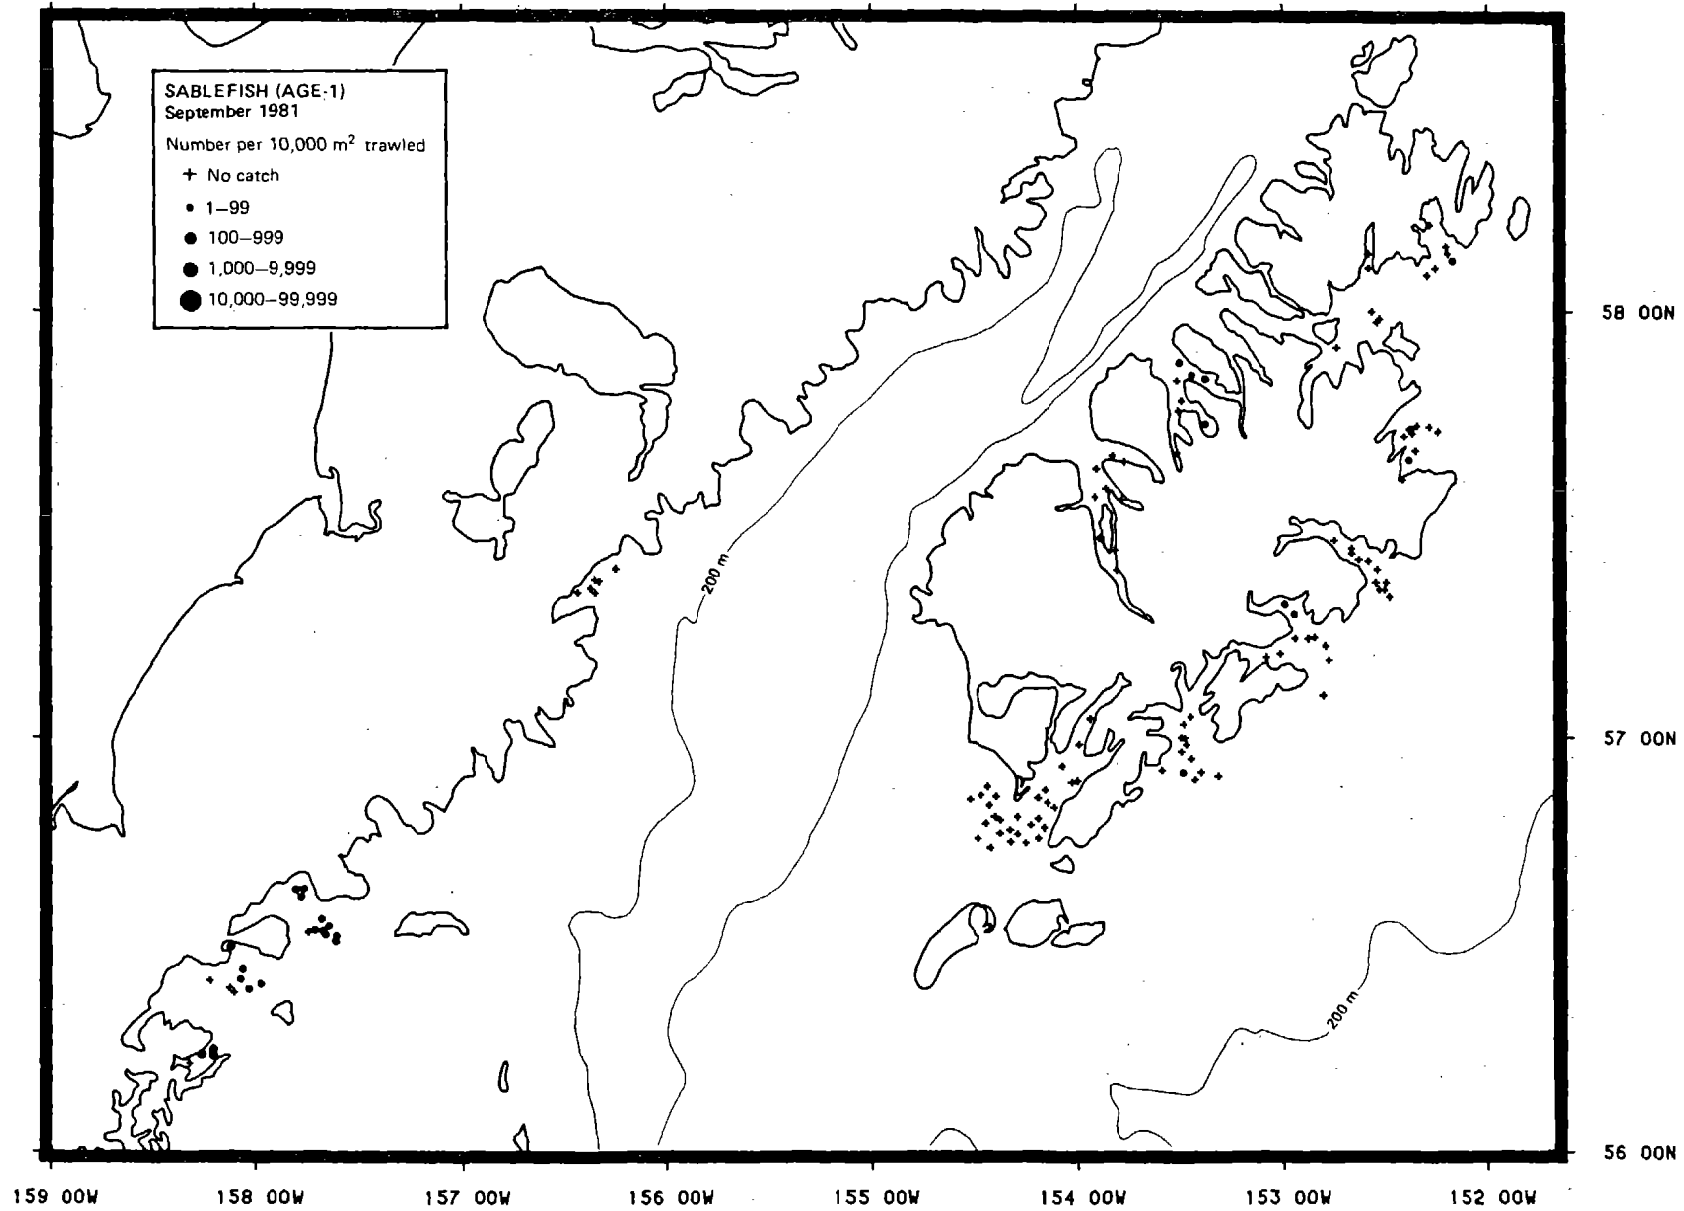 SABLEFISH (AGE-1)
September 1981
Number per 10,000 m² trawled
+ No catch
1–99
100–999
1,000–9,999
10,000–99,999
58 00N
200 m
57 00N
200 m
56 00N
159 00W 158 00W 157 00W 156 00W 155 00W 154 00W 153 00W 152 00W